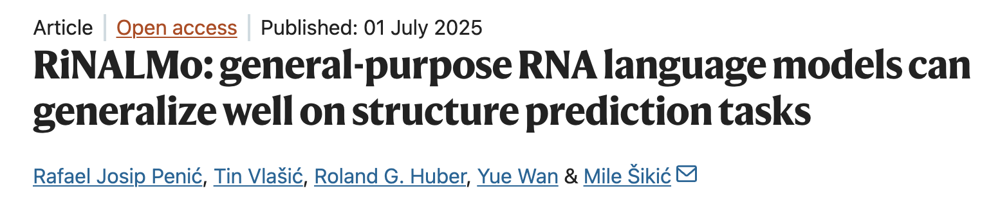 Article Open access Published: 01 July 2025
RiNALMo: general-purpose RNA language models can
generalize well on structure prediction tasks
Rafael Josip Penić, Tin Vlašić, Roland G. Huber, Yue Wan & Mile Šikić